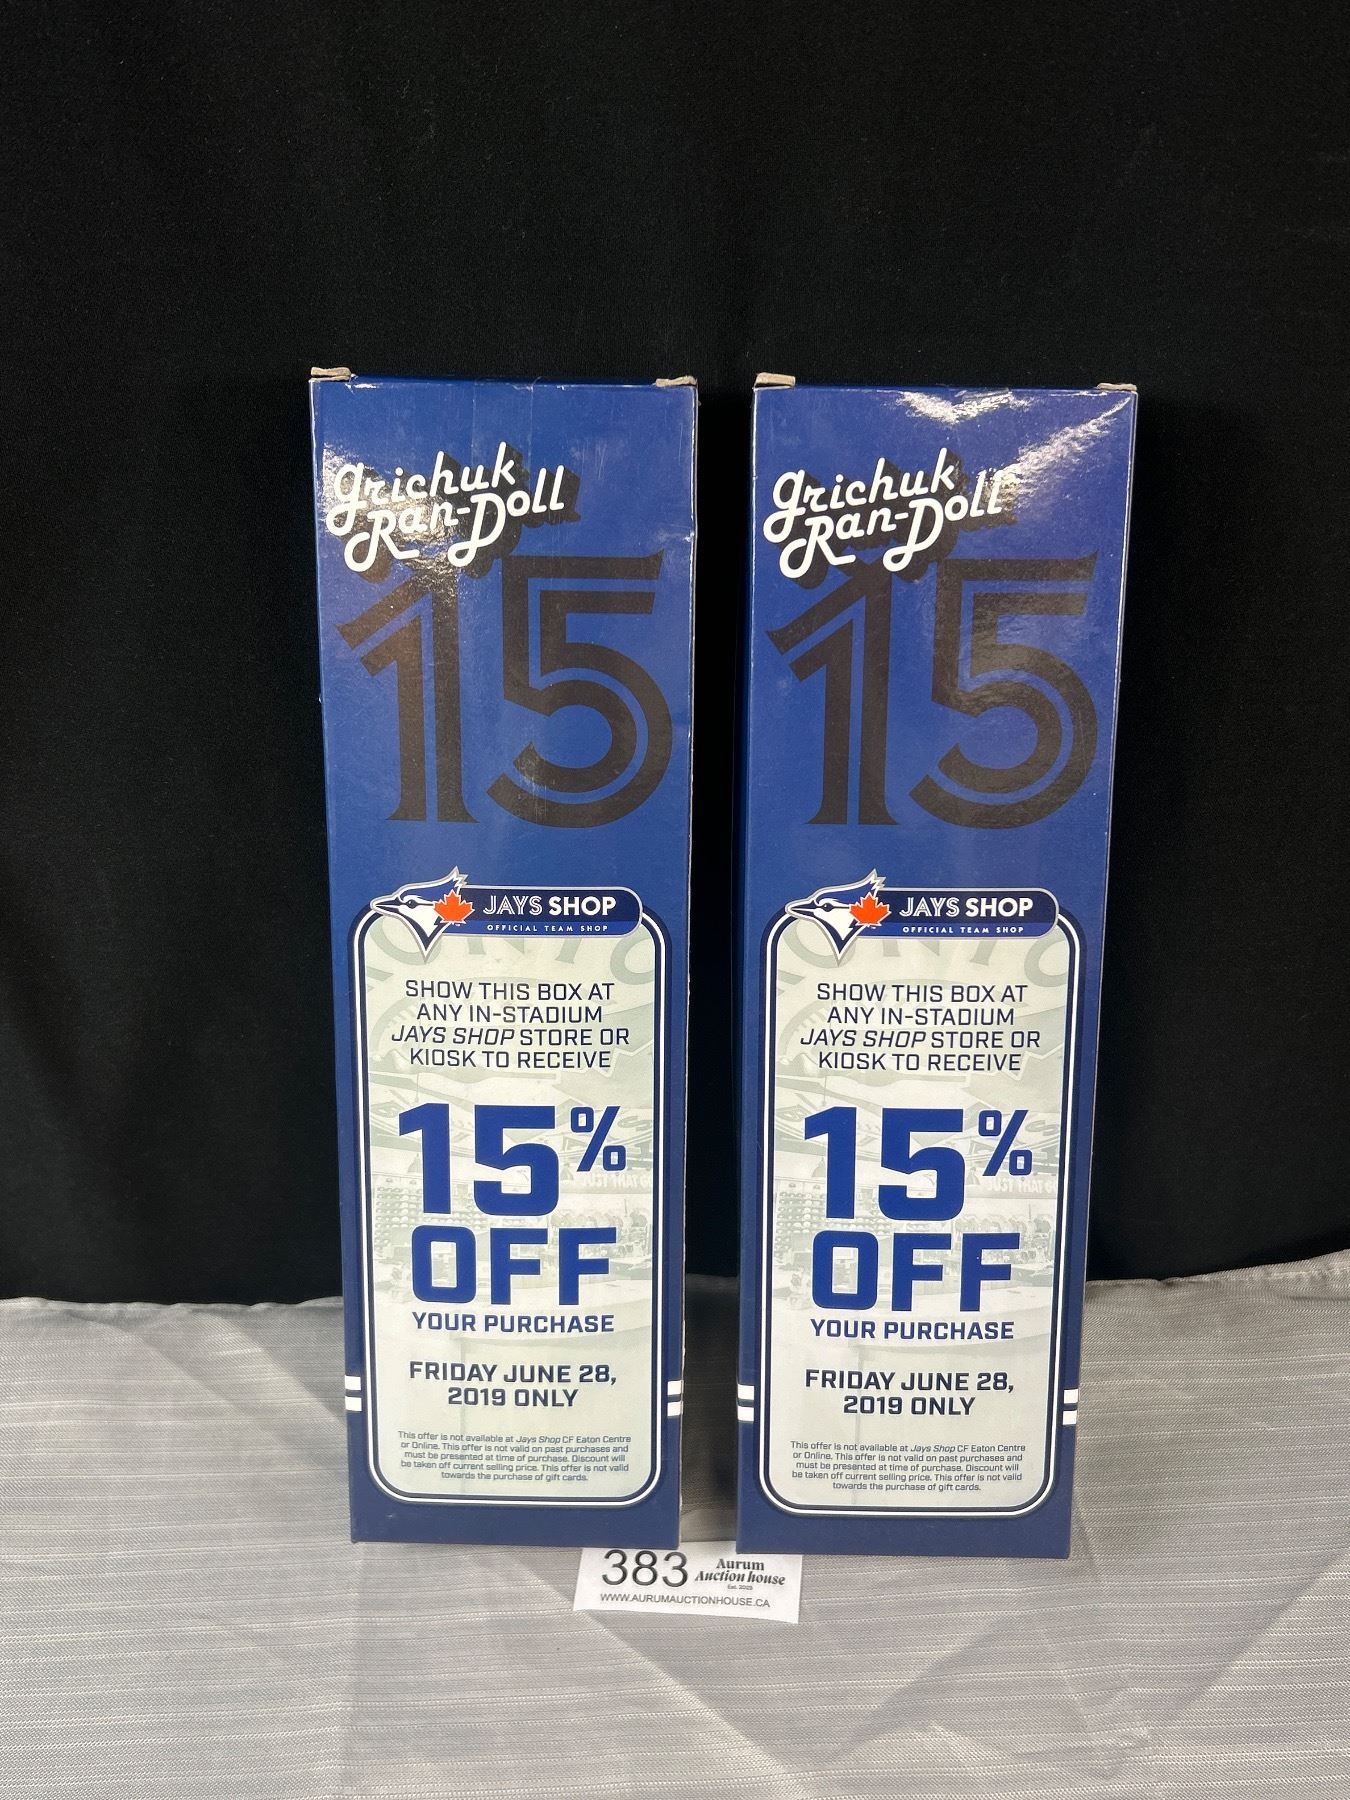 grichuk
Ran-Doll
15
JAYS SHOP
OFFICIAL TEAM SHOP
SHOW THIS BOX AT
ANY IN-STADIUM
JAYS SHOP STORE OR
KIOSK TO RECEIVE
15%
OFF
YOUR PURCHASE
FRIDAY JUNE 28,
2019 ONLY
This offer is not available at Jays Shop CF Eaton Centre
or Online. This offer is not valid on past purchases and
must be presented at time of purchase. Discount will
be taken off current selling price. This offer is not valid
towards the purchase of gift cards.
grichuk
Ran-Doll
15
JAYS SHOP
OFFICIAL TEAM SHOP
SHOW THIS BOX AT
ANY IN-STADIUM
JAYS SHOP STORE OR
KIOSK TO RECEIVE
15%
OFF
YOUR PURCHASE
FRIDAY JUNE 28,
2019 ONLY
This offer is not available at Jays Shop CF Eaton Centre
or Online. This offer is not valid on past purchases and
must be presented at time of purchase. Discount will
be taken off current selling price. This offer is not valid
towards the purchase of gift cards.
383
Aurum
Auction house
Est. 2023
WWW.AURUMAUCTIONHOUSE.CA